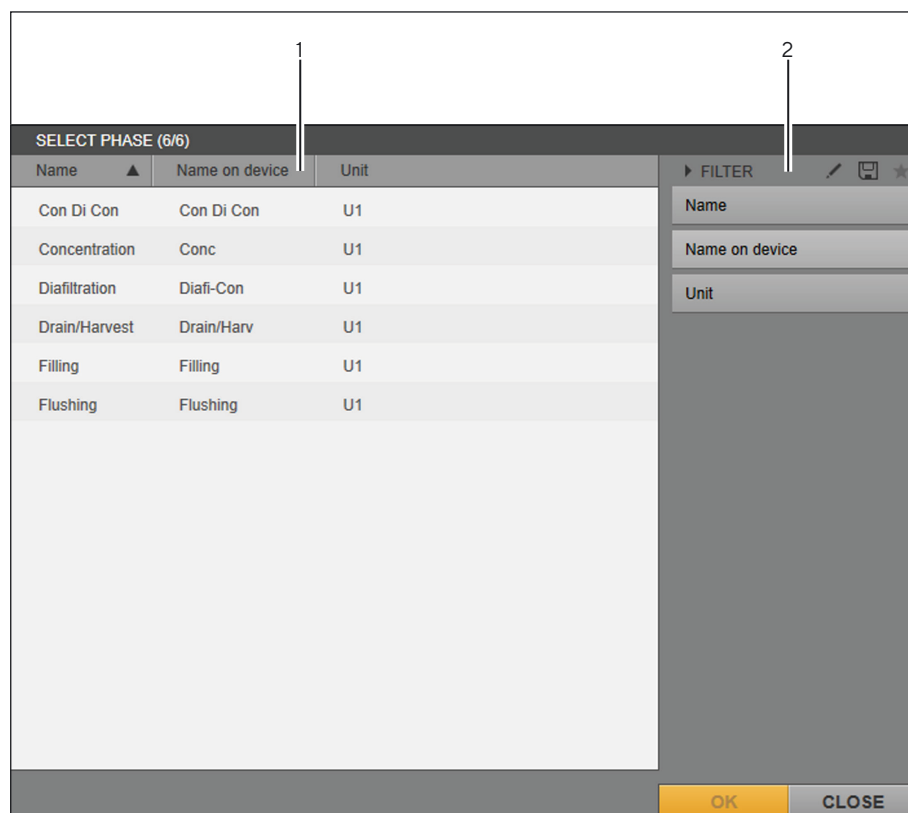 1 2
SELECT PHASE (6/6)
Name Name on device Unit FILTER
Con Di Con Con Di Con U1 Name
Concentration Conc U1 Name on device
Diafiltration Diafi-Con U1 Unit
Drain/Harvest Drain/Harv U1
Filling Filling U1
Flushing Flushing U1
OK CLOSE